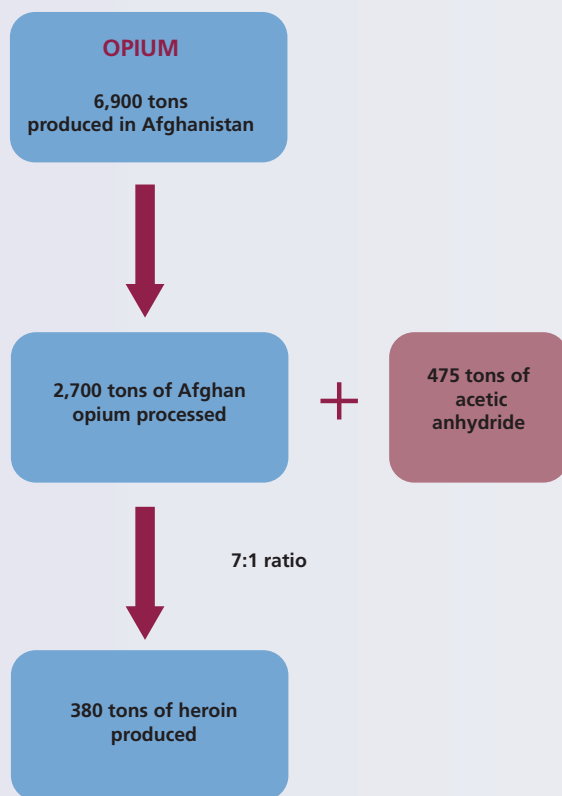 OPIUM
6,900 tons
produced in Afghanistan
2,700 tons of Afghan
opium processed
+
475 tons of
acetic
anhydride
7:1 ratio
380 tons of heroin
produced